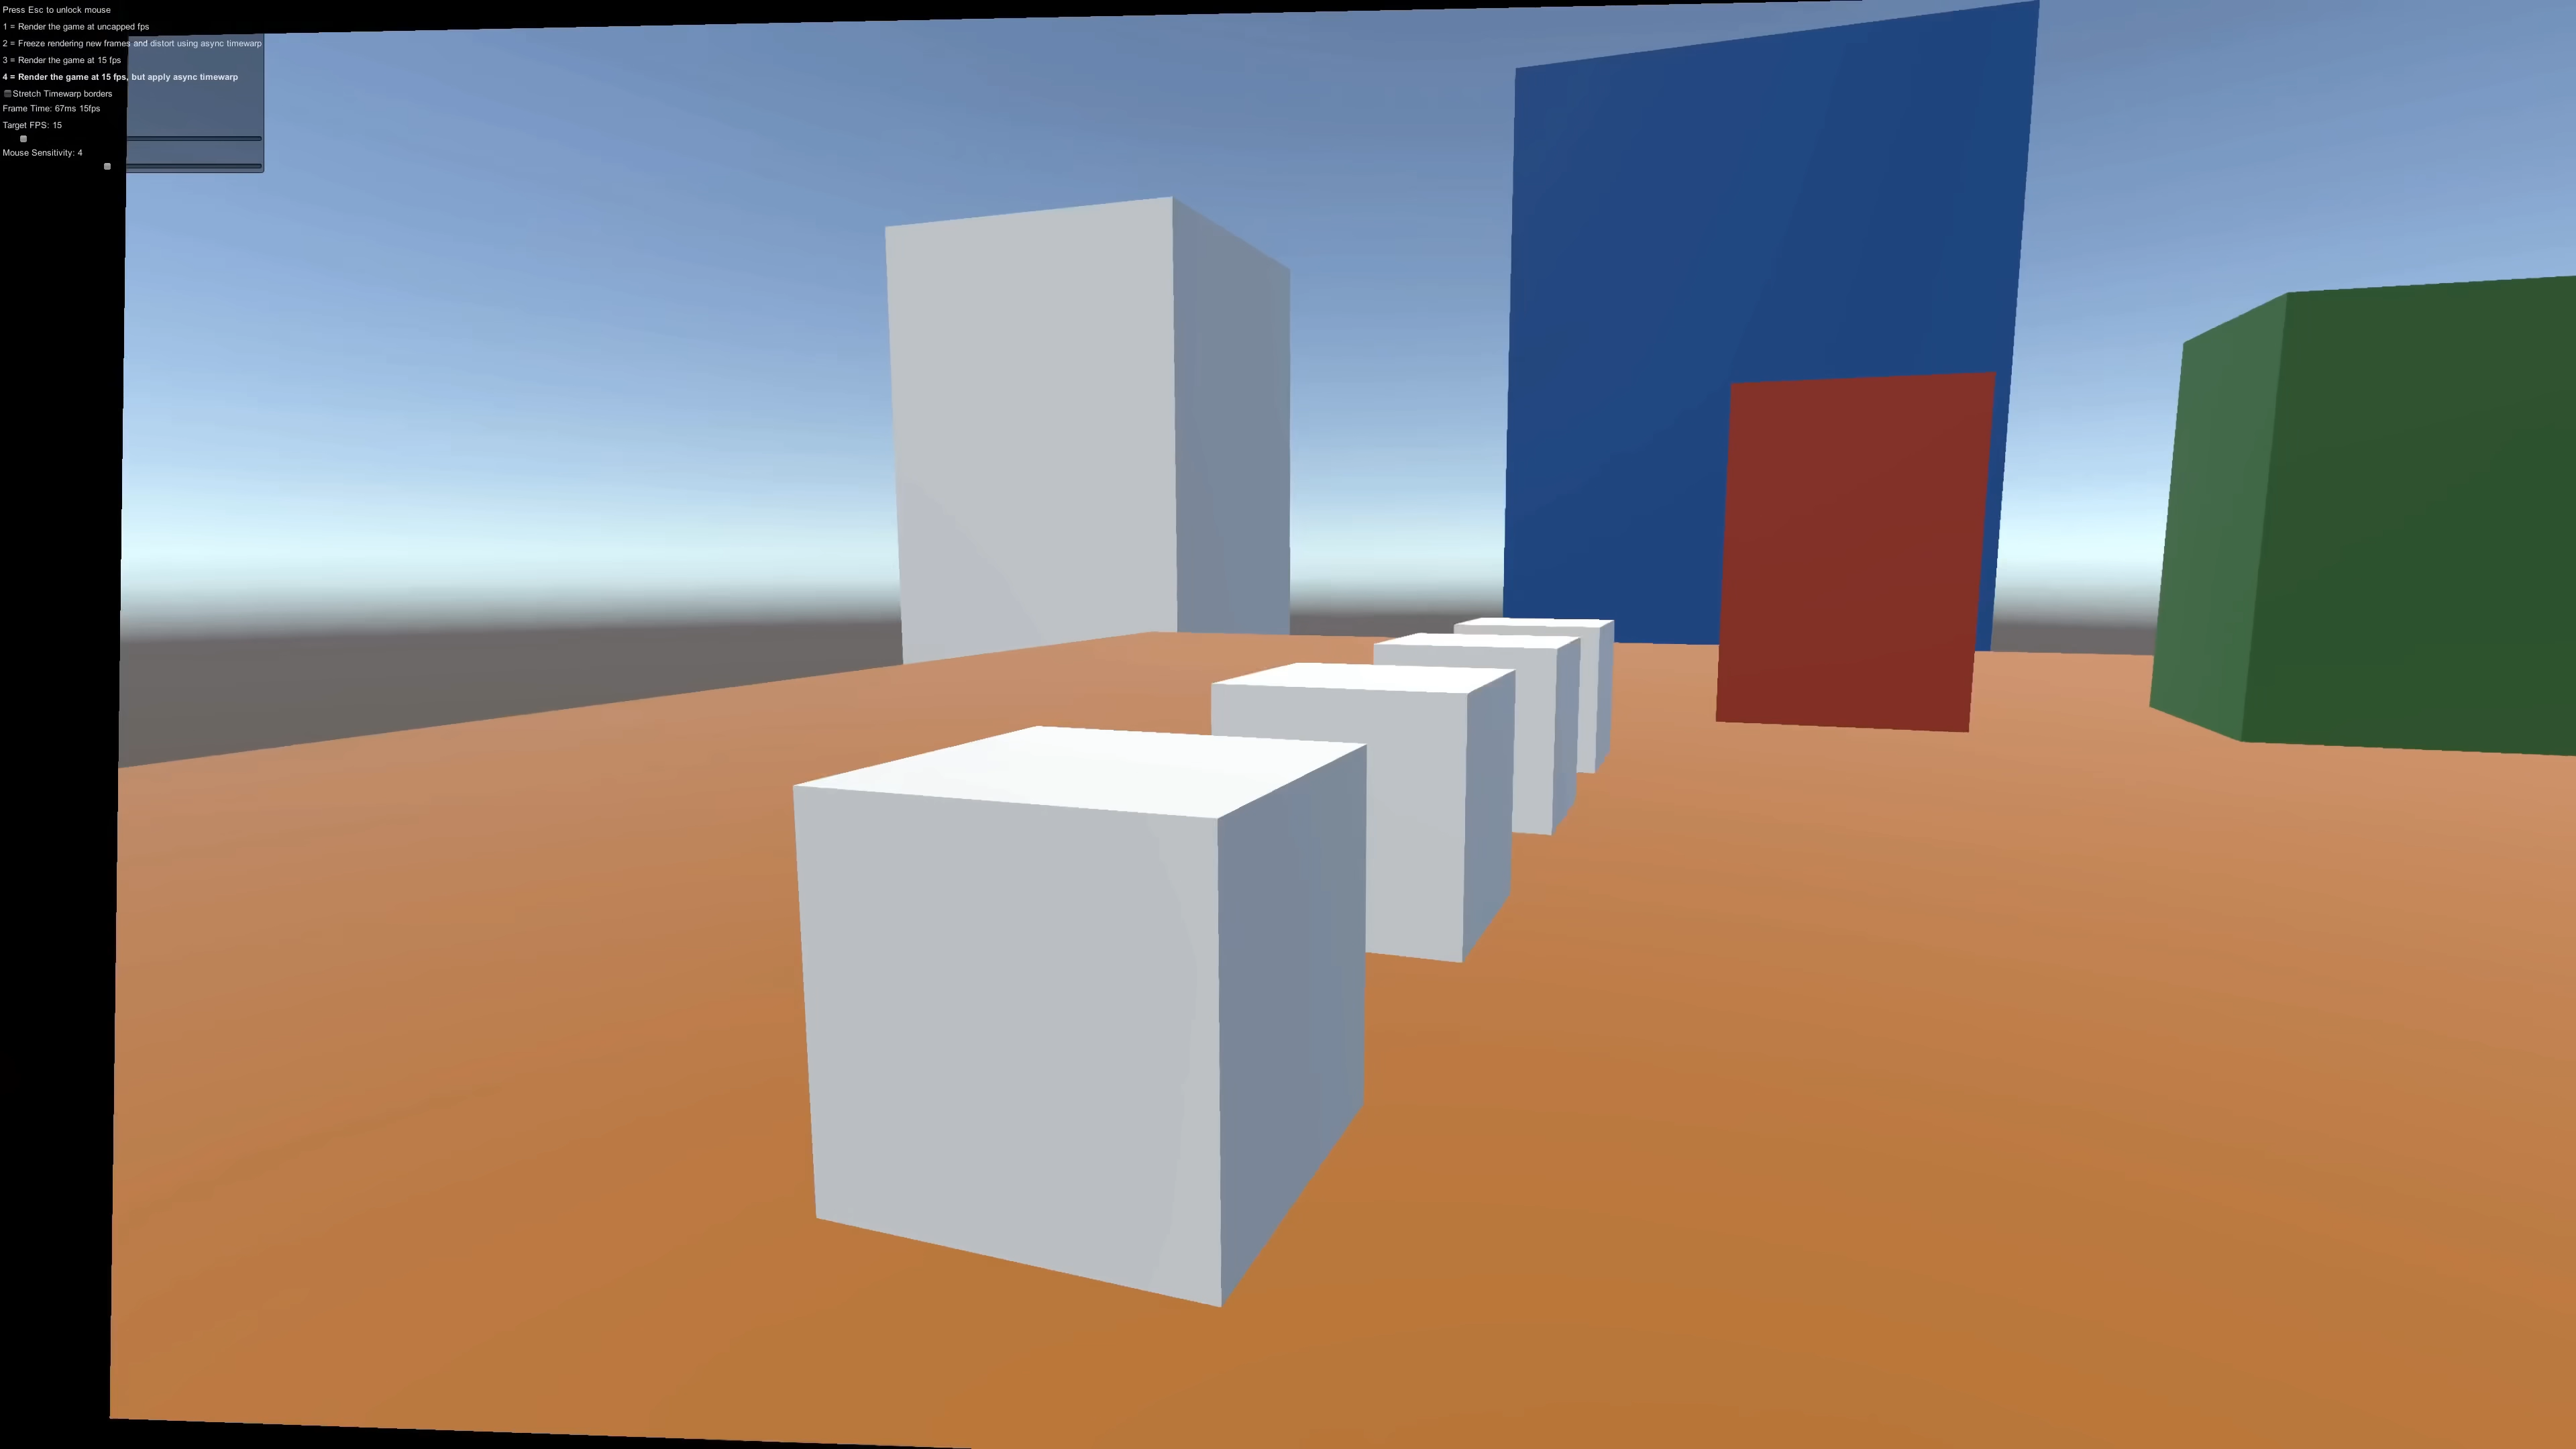 Press Esc to unlock mouse
1 = Render the game at uncapped fps
2 = Freeze rendering new frames and distort using async timewarp
3 = Render the game at 15 fps
4 = Render the game at 15 fps, but apply async timewarp
Stretch Timewarp borders
Frame Time: 67ms 15fps
Target FPS: 15
Mouse Sensitivity: 4